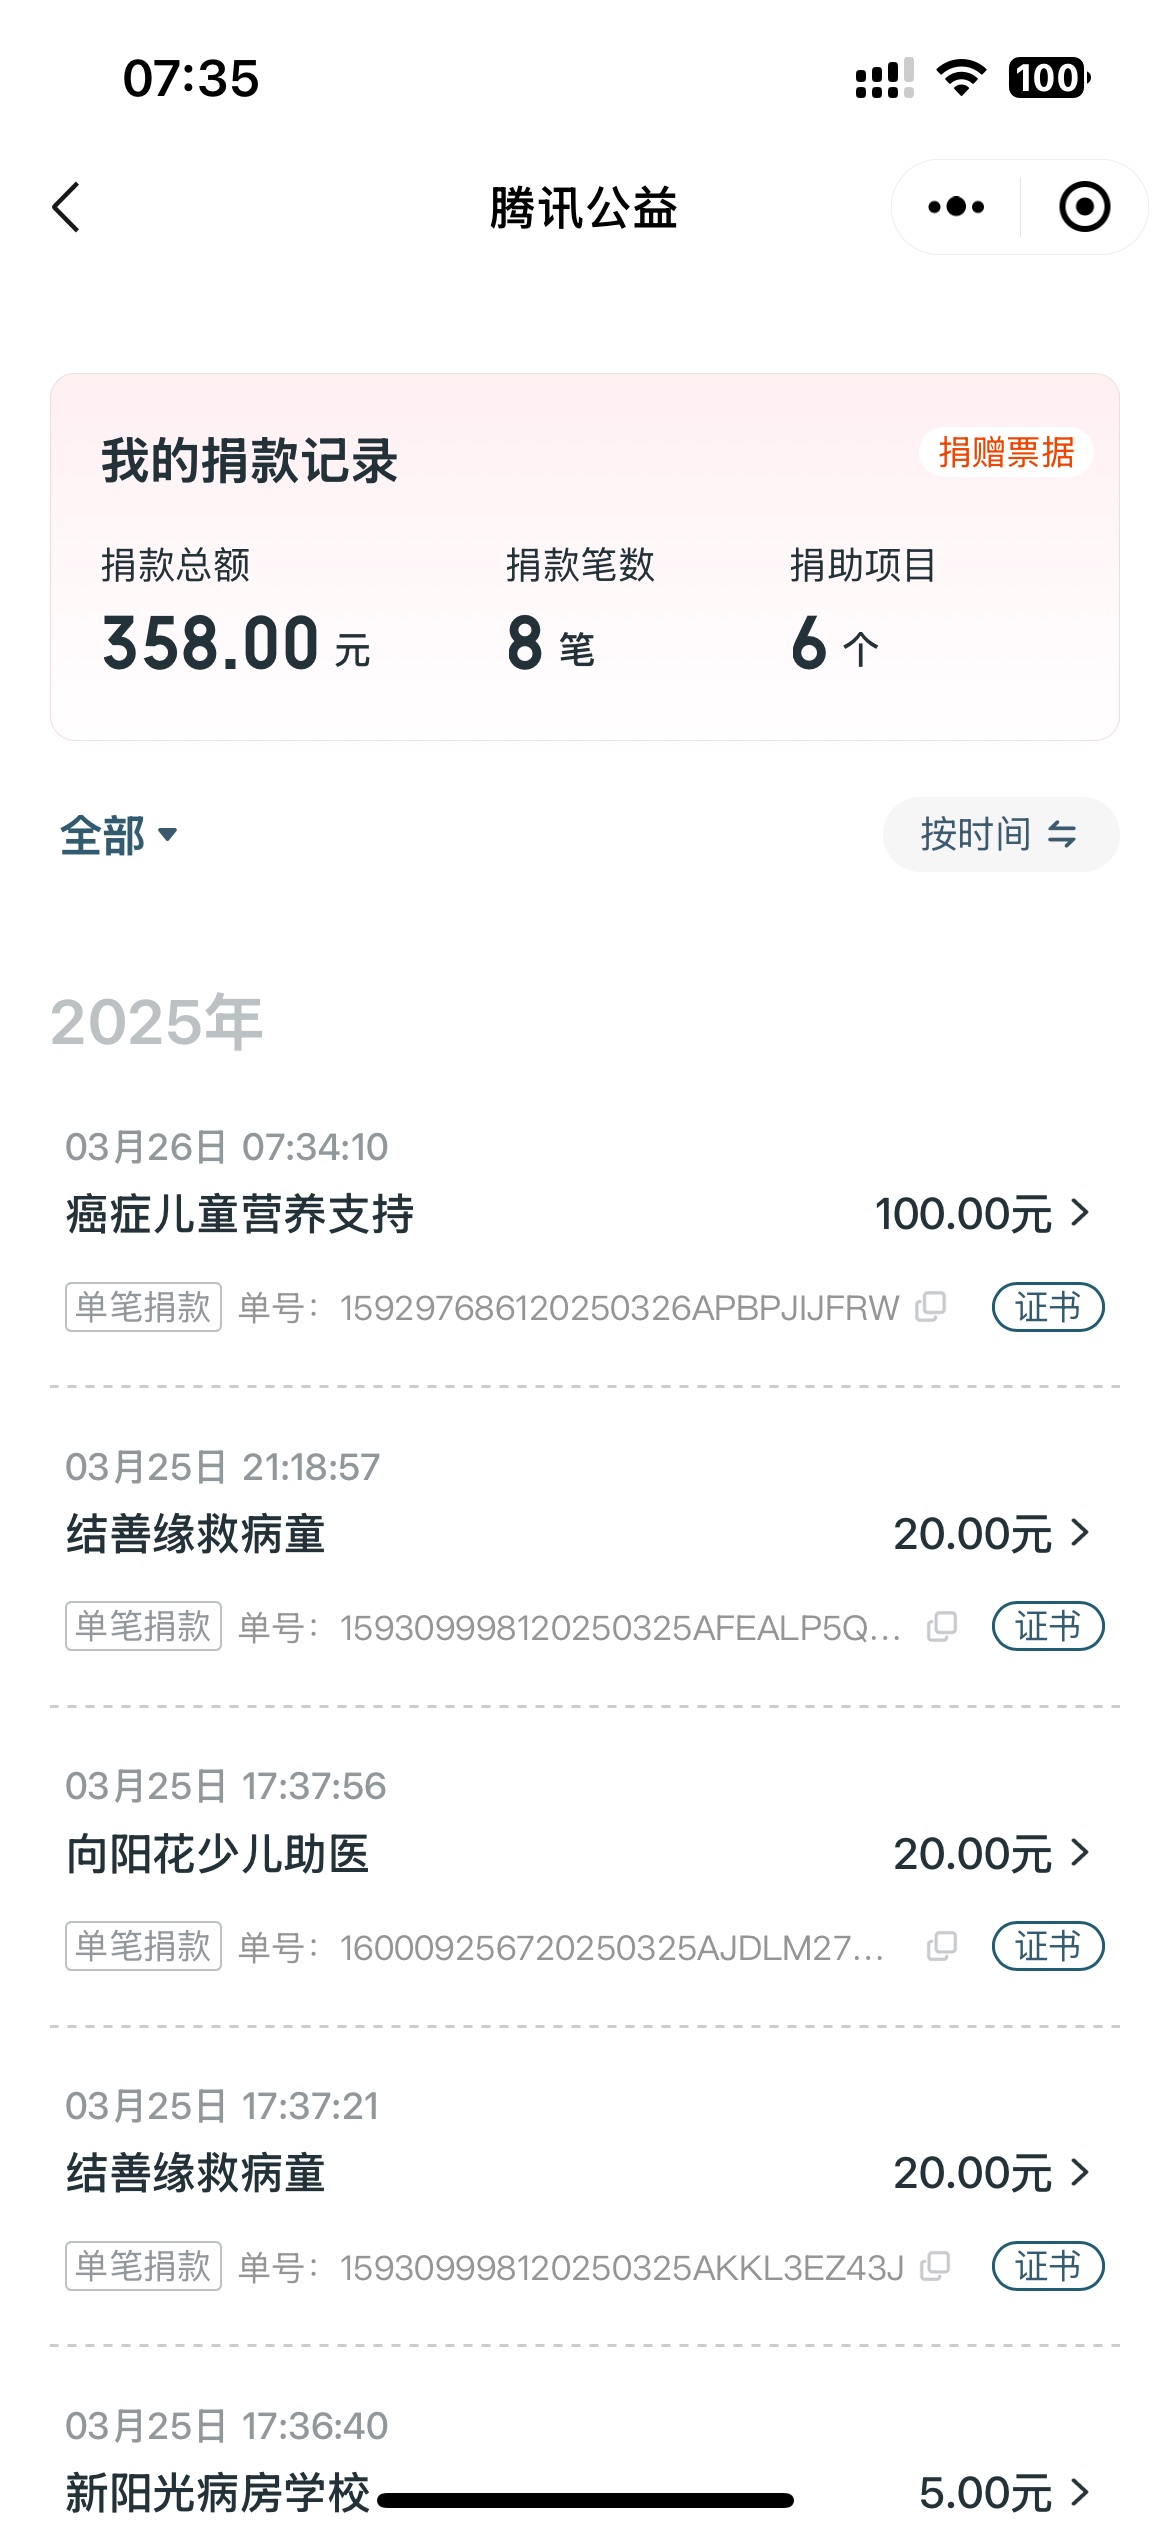 07:35
100
腾讯公益
我的捐款记录
捐赠票据
捐款总额 捐款笔数 捐助项目
358.00 元 8 笔 6 个
全部
按时间
2025年
03月26日 07:34:10
癌症儿童营养支持 100.00元
单笔捐款 单号： 159297686120250326APBPJIJFRW 证书
03月25日 21:18:57
结善缘救病童 20.00元
单笔捐款 单号： 159309998120250325AFEALP5Q... 证书
03月25日 17:37:56
向阳花少儿助医 20.00元
单笔捐款 单号： 160009256720250325AJDLM27... 证书
03月25日 17:37:21
结善缘救病童 20.00元
单笔捐款 单号： 159309998120250325AKKL3EZ43J 证书
03月25日 17:36:40
新阳光病房学校 5.00元